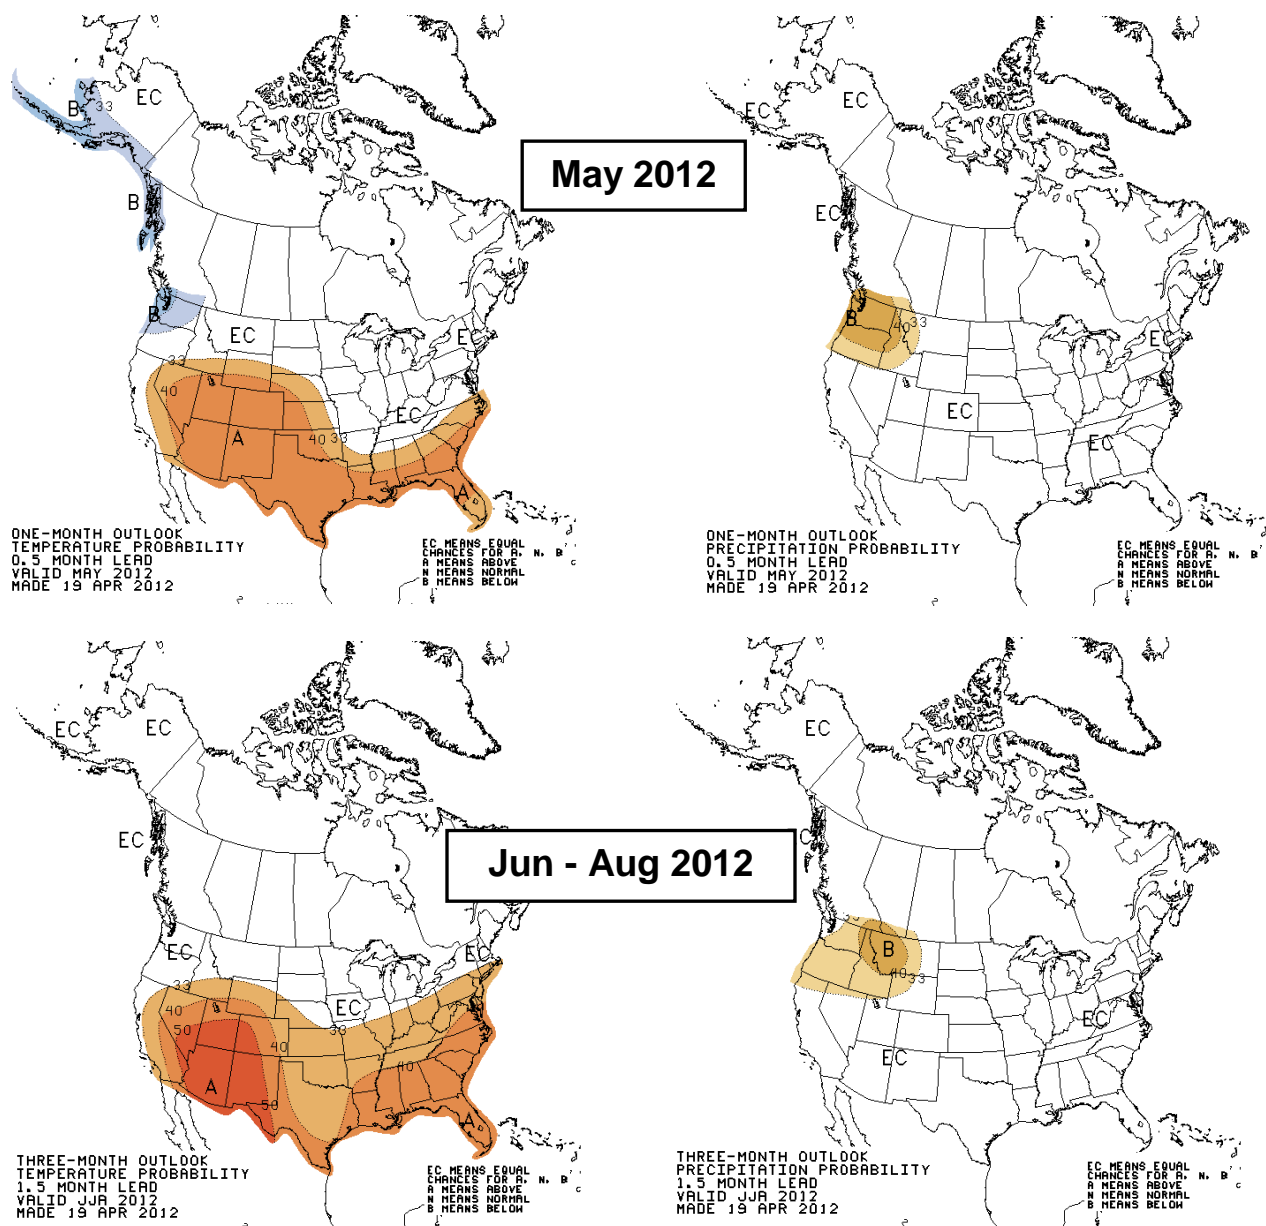 May 2012
B
33
EC
B
B
EC
EC
33
40
EC
A
40
33
A
ONE-MONTH OUTLOOK
TEMPERATURE PROBABILITY
0.5 MONTH LEAD
VALID MAY 2012
MADE 19 APR 2012
EC MEANS EQUAL
CHANCES FOR A, N, B
A MEANS ABOVE
N MEANS NORMAL
B MEANS BELOW
EC
EC
EC
B
40
33
EC
EC
EC
ONE-MONTH OUTLOOK
PRECIPITATION PROBABILITY
0.5 MONTH LEAD
VALID MAY 2012
MADE 19 APR 2012
EC MEANS EQUAL
CHANCES FOR A, N, B
A MEANS ABOVE
N MEANS NORMAL
B MEANS BELOW
Jun - Aug 2012
EC
EC
EC
EC
EC
33
40
EC
50
33
40
40
A
50
A
THREE-MONTH OUTLOOK
TEMPERATURE PROBABILITY
1.5 MONTH LEAD
VALID JJA 2012
MADE 19 APR 2012
EC MEANS EQUAL
CHANCES FOR A, N, B
A MEANS ABOVE
N MEANS NORMAL
B MEANS BELOW
EC
C
B
40
33
EC
EC
THREE-MONTH OUTLOOK
PRECIPITATION PROBABILITY
1.5 MONTH LEAD
VALID JJA 2012
MADE 19 APR 2012
EC MEANS EQUAL
CHANCES FOR A, N, B
A MEANS ABOVE
N MEANS NORMAL
B MEANS BELOW